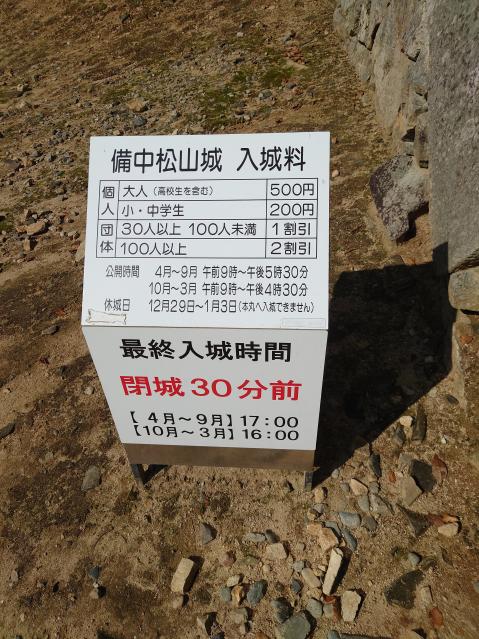 備中松山城 入城料
個人 大人（高校生を含む） 500円
小・中学生 200円
団体 30人以上 100人未満 1割引
100人以上 2割引
公開時間 4月～9月 午前9時～午後5時30分
10月～3月 午前9時～午後4時30分
休城日 12月29日～1月3日（本丸へ入城できません）
最終入城時間
閉城30分前
【 4月～9月】17:00
【10月～3月】16:00